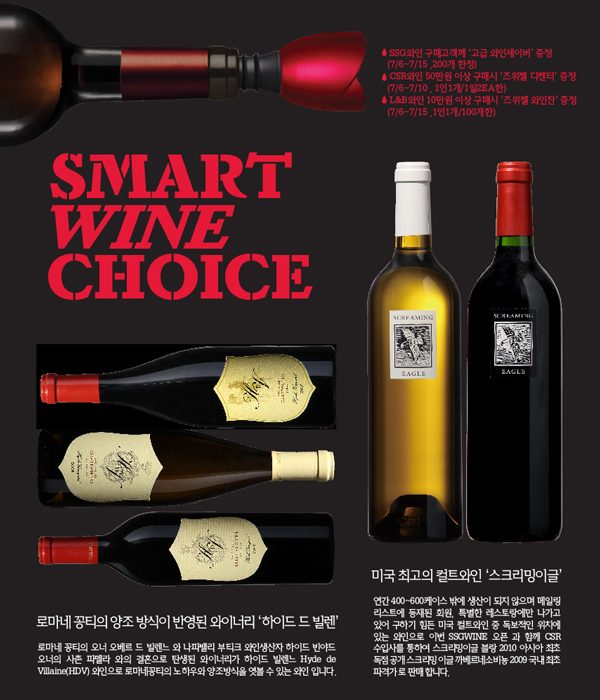 SSG와인 구매고객께 '고급 와인세이버' 증정
(7/6~7/15 ,200개 한정)
CSR와인 50만원 이상 구매시 '즈위젤 디켄터' 증정
(7/6~7/10 , 1인1개/1일2EA한)
L&B와인 10만원 이상 구매시 '즈위젤 와인잔' 증정
(7/6~7/15 ,1인1개/100개한)
SMART
WINE
CHOICE
SCREAMING
EAGLE
SCREAMING
EAGLE
미국 최고의 컬트와인 '스크리밍이글'
연간 400~600케이스 밖에 생산이 되지 않으며 메일링
리스트에 등재된 회원, 특별한 레스토랑에만 나가고
있어 구하기 힘든 미국 컬트와인 중 독보적인 위치에
있는 와인으로 이번 SSGWINE 오픈 과 함께 CSR
수입사를 통하여 스크리밍이글 블랑 2010 아시아 최초
독점 공개 스크리밍 이글 까베르네소비뇽 2009 국내 최초
파격가 로 판매 합니다.
로마네 꽁티의 양조 방식이 반영된 와이너리 '하이드 드 빌렌'
로마네 꽁티의 오너 오베르 드 빌렌느 와 나파밸리 부티크 와인생산자 하이드 빈야드
오너의 사촌 파멜라 와의 결혼으로 탄생된 와이너리가 하이드 빌렌느 Hyde de
Villaine(HDV) 와인으로 로마네꽁티의 노하우와 양조방식을 엿볼 수 있는 와인 입니다.